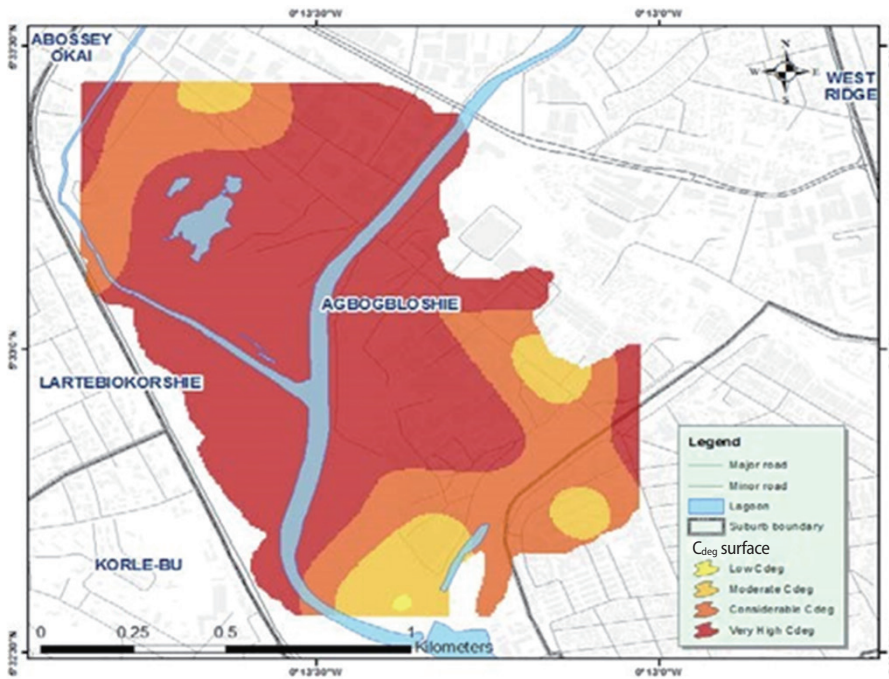 0°13'30"W
0°13'0"W
ABOSSEY
OKAI
N
W
E
S
WEST
RIDGE
AGBOGBLOSHIE
LARTEBIOKORSHIE
KORLE-BU
Legend
Major road
Minor road
Lagoon
Suburb boundary
Cdeg surface
Low Cdeg
Moderate Cdeg
Considerable Cdeg
Very High Cdeg
0
0.25
0.5
1
Kilometers
0°13'30"W
0°13'0"W